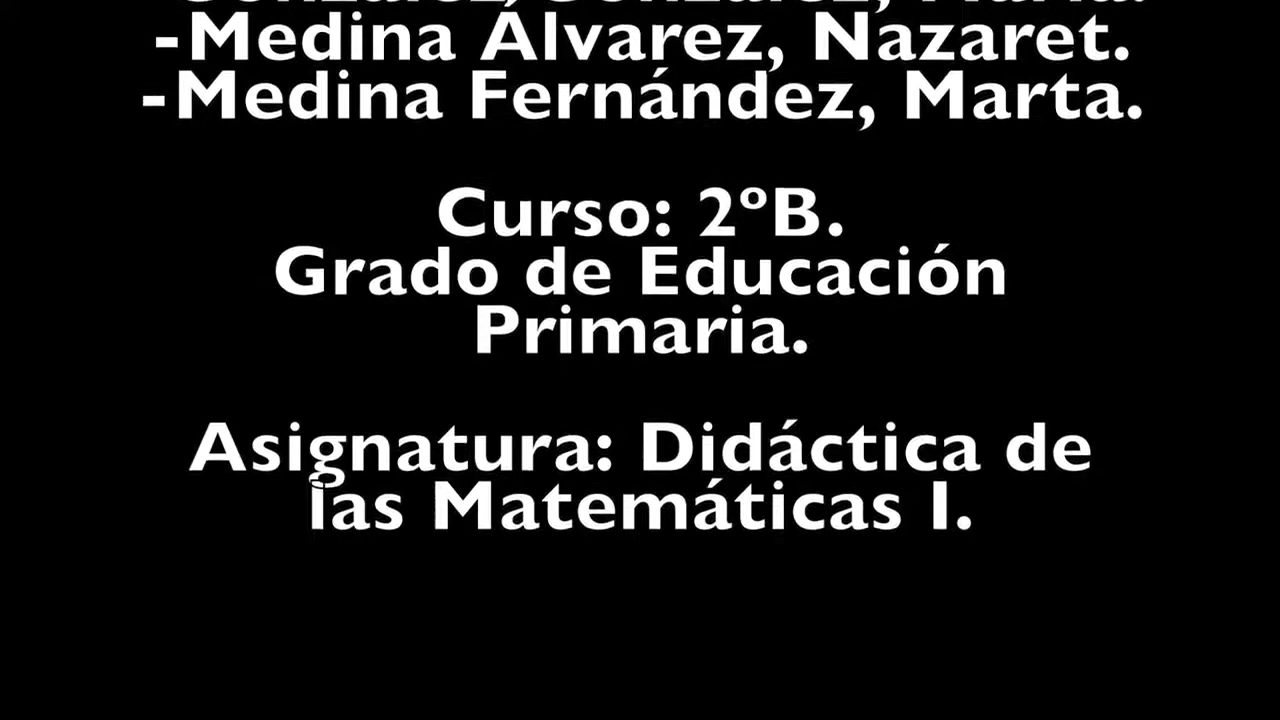 -Medina Álvarez, Nazaret.
-Medina Fernández, Marta.
Curso: 2ºB.
Grado de Educación
Primaria.
Asignatura: Didáctica de
las Matemáticas I.